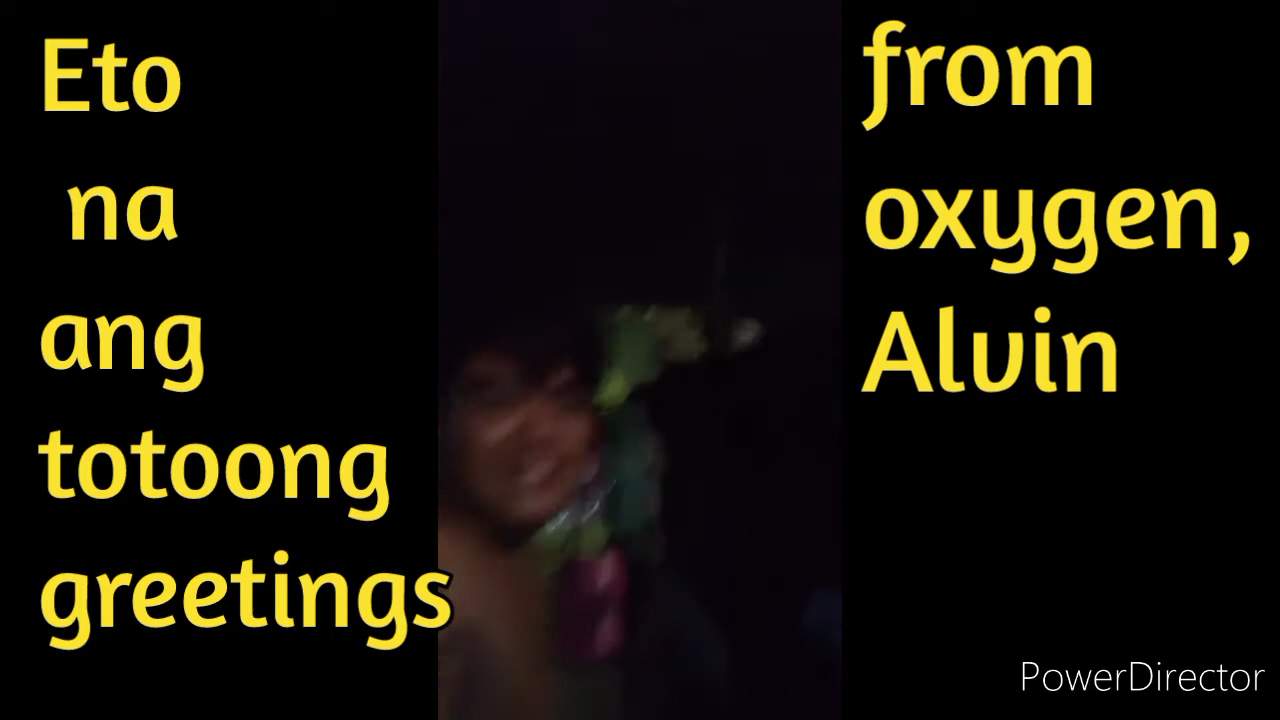 Eto
na
ang
totoong
greetings
from
oxygen,
Alvin
PowerDirector